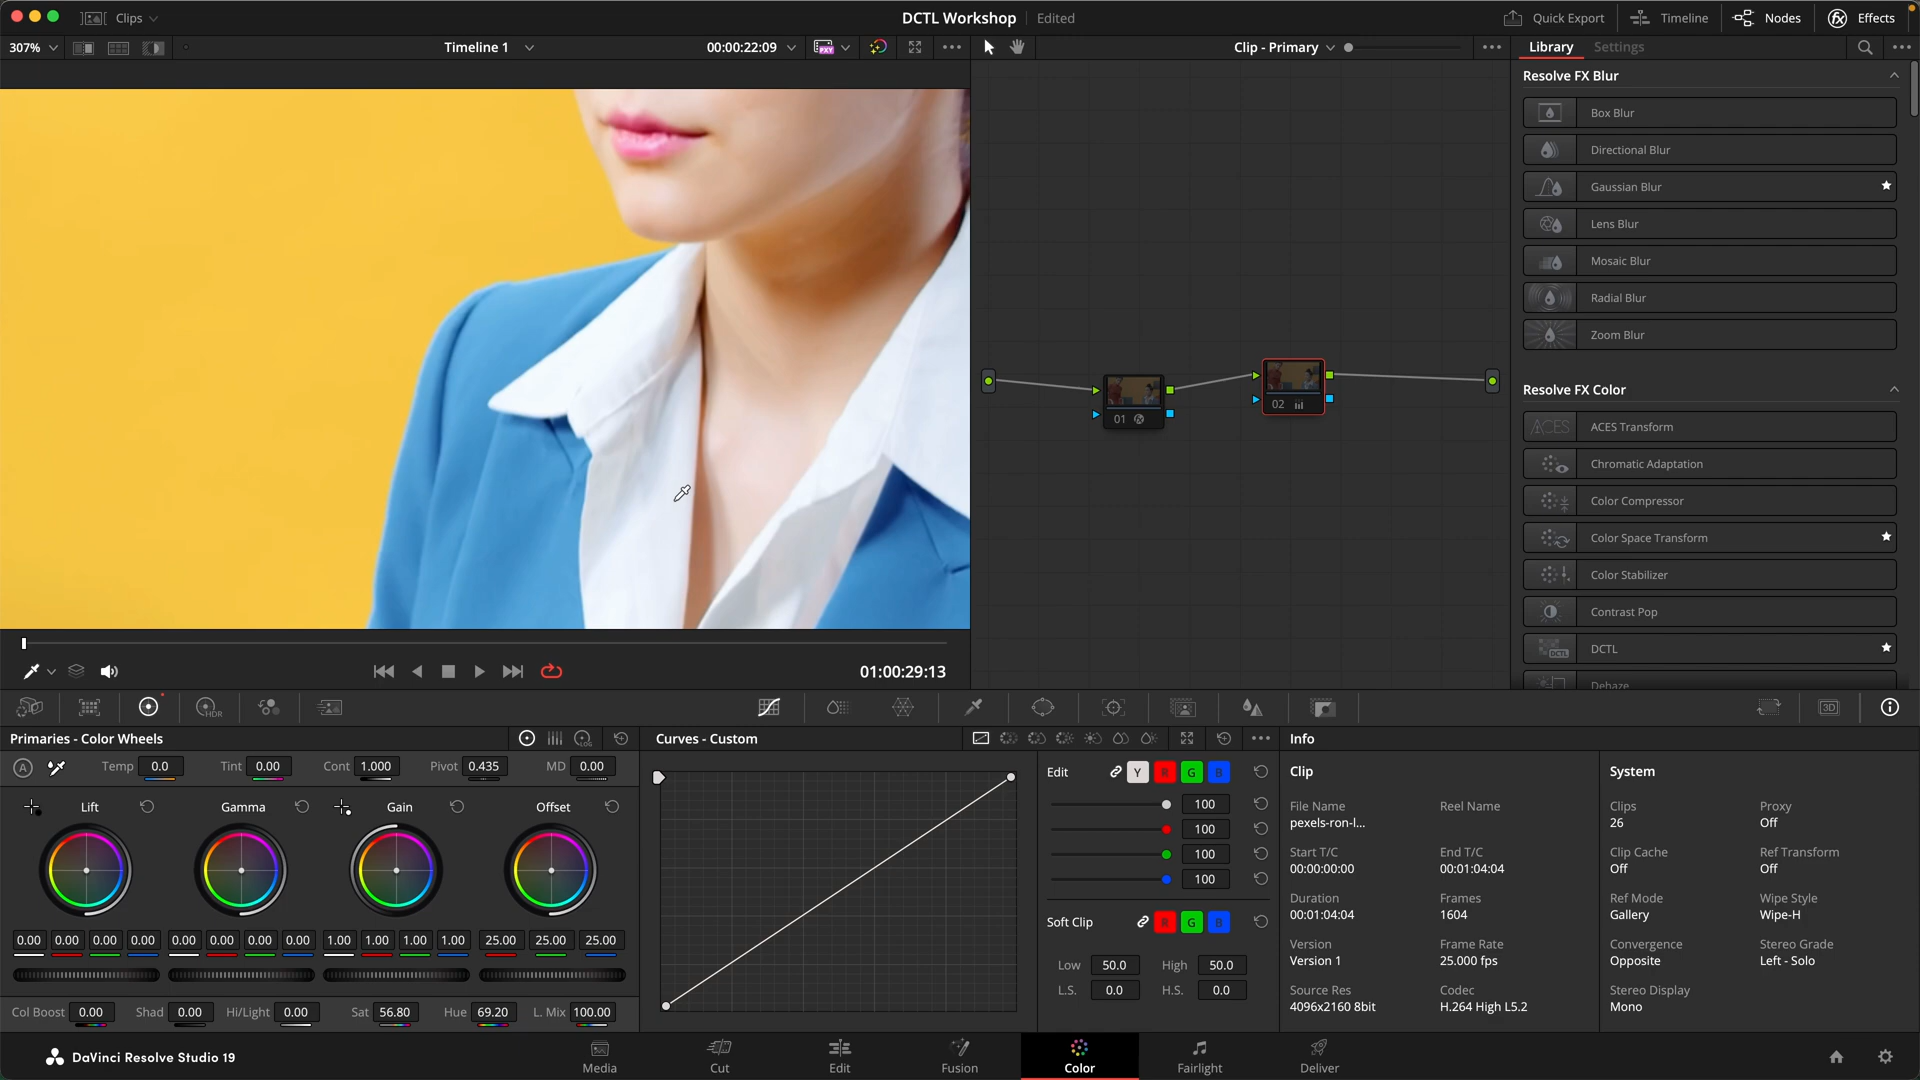 Clips
DCTL Workshop
Edited
Quick Export
Timeline
Nodes
Effects
307%
Timeline 1
00:00:22:09
PXY
Clip - Primary
Library
Settings
Resolve FX Blur
Box Blur
Directional Blur
Gaussian Blur
Lens Blur
Mosaic Blur
Radial Blur
Zoom Blur
Resolve FX Color
ACES
ACES Transform
Chromatic Adaptation
Color Compressor
Color Space Transform
Color Stabilizer
Contrast Pop
DCTL
DCTL
Dehaze
01
02
01:00:29:13
HDR
3D
Primaries - Color Wheels
LOG
Curves - Custom
Info
A
Temp 0.0
Tint 0.00
Cont 1.000
Pivot 0.435
MD 0.00
Lift
Gamma
Gain
Offset
0.00 0.00 0.00 0.00
0.00 0.00 0.00 0.00
1.00 1.00 1.00 1.00
25.00 25.00 25.00
Col Boost 0.00
Shad 0.00
Hi/Light 0.00
Sat 56.80
Hue 69.20
L. Mix 100.00
Edit
Y R G B
100
100
100
100
Soft Clip
R G B
Low 50.0
High 50.0
L.S. 0.0
H.S. 0.0
Clip
File Name
pexels-ron-l...
Reel Name
Start T/C
00:00:00:00
End T/C
00:01:04:04
Duration
00:01:04:04
Frames
1604
Version
Version 1
Frame Rate
25.000 fps
Source Res
4096x2160 8bit
Codec
H.264 High L5.2
System
Clips
26
Proxy
Off
Clip Cache
Off
Ref Transform
Off
Ref Mode
Gallery
Wipe Style
Wipe-H
Convergence
Opposite
Stereo Grade
Left - Solo
Stereo Display
Mono
DaVinci Resolve Studio 19
Media
Cut
Edit
Fusion
Color
Fairlight
Deliver